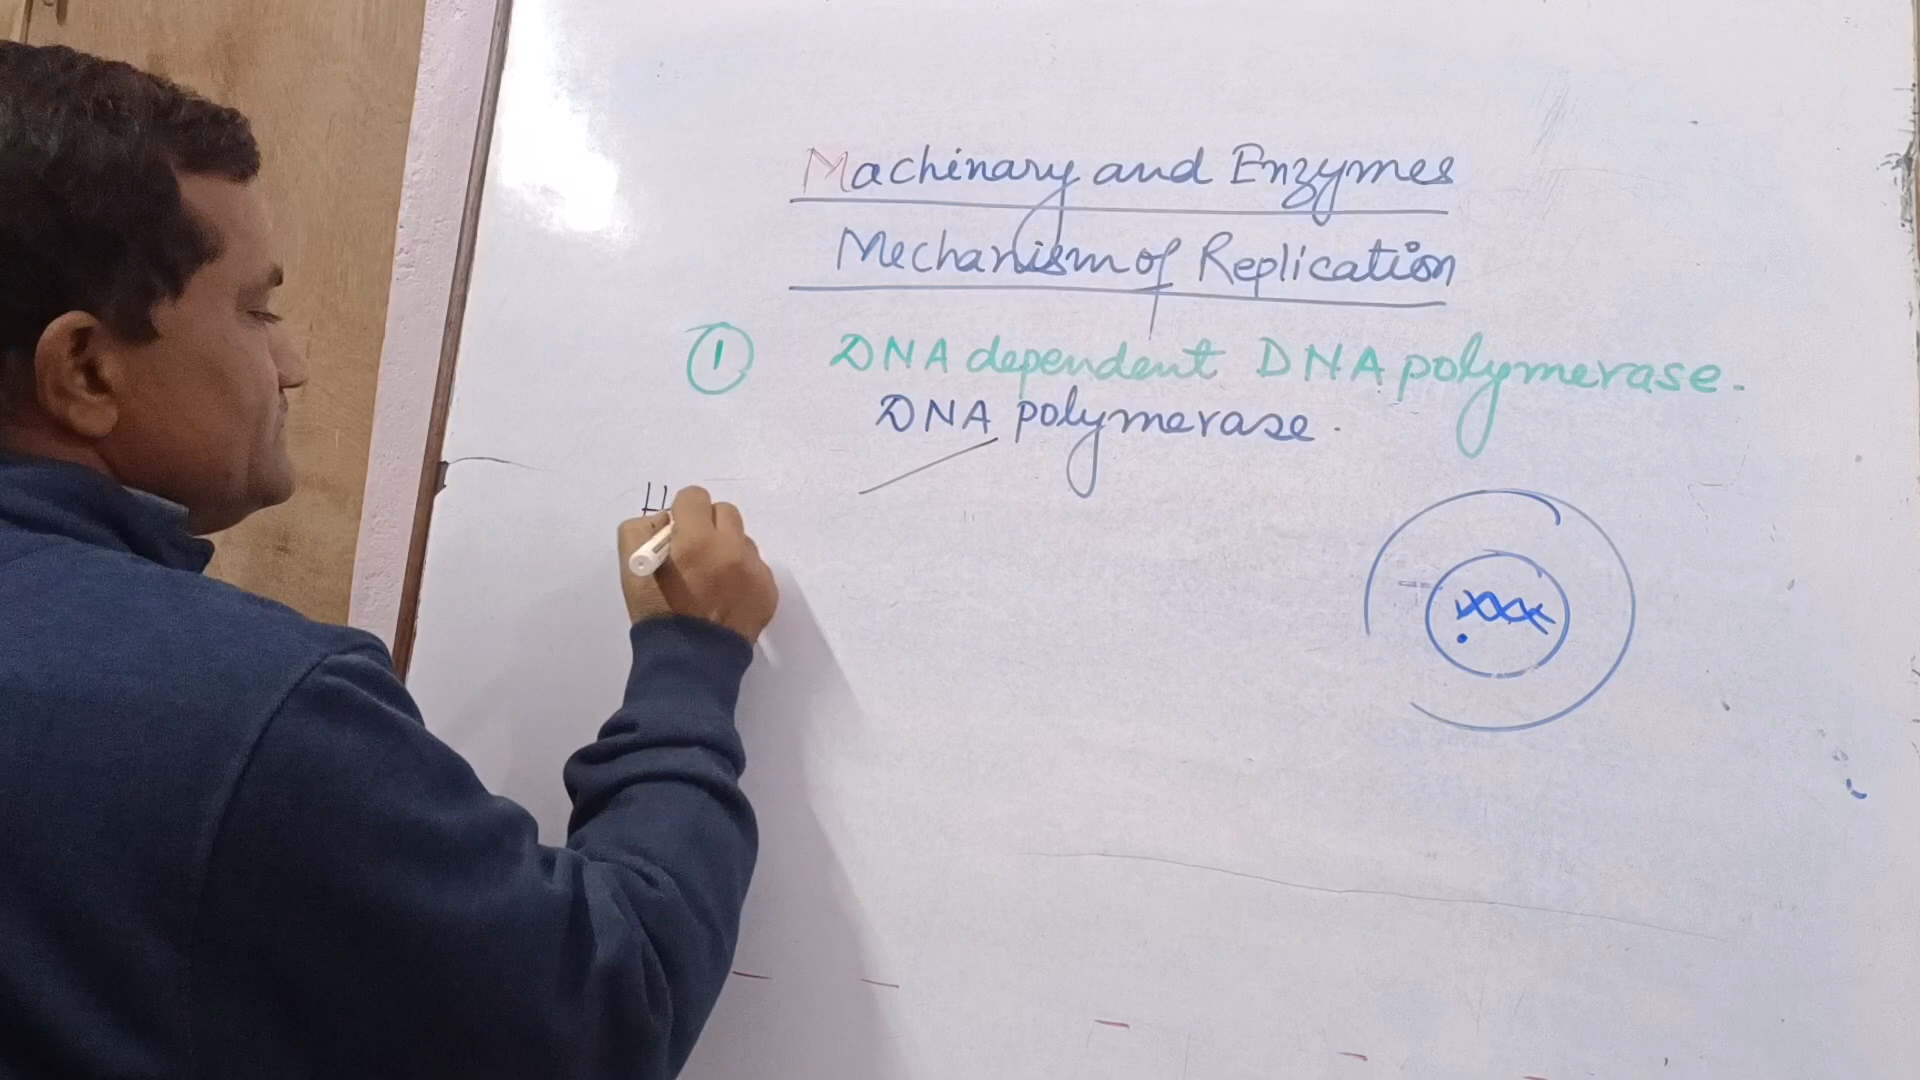 Machinary and Enzymes
Mechanism of Replication
① DNA dependent DNA polymerase.
DNA polymerase.
H